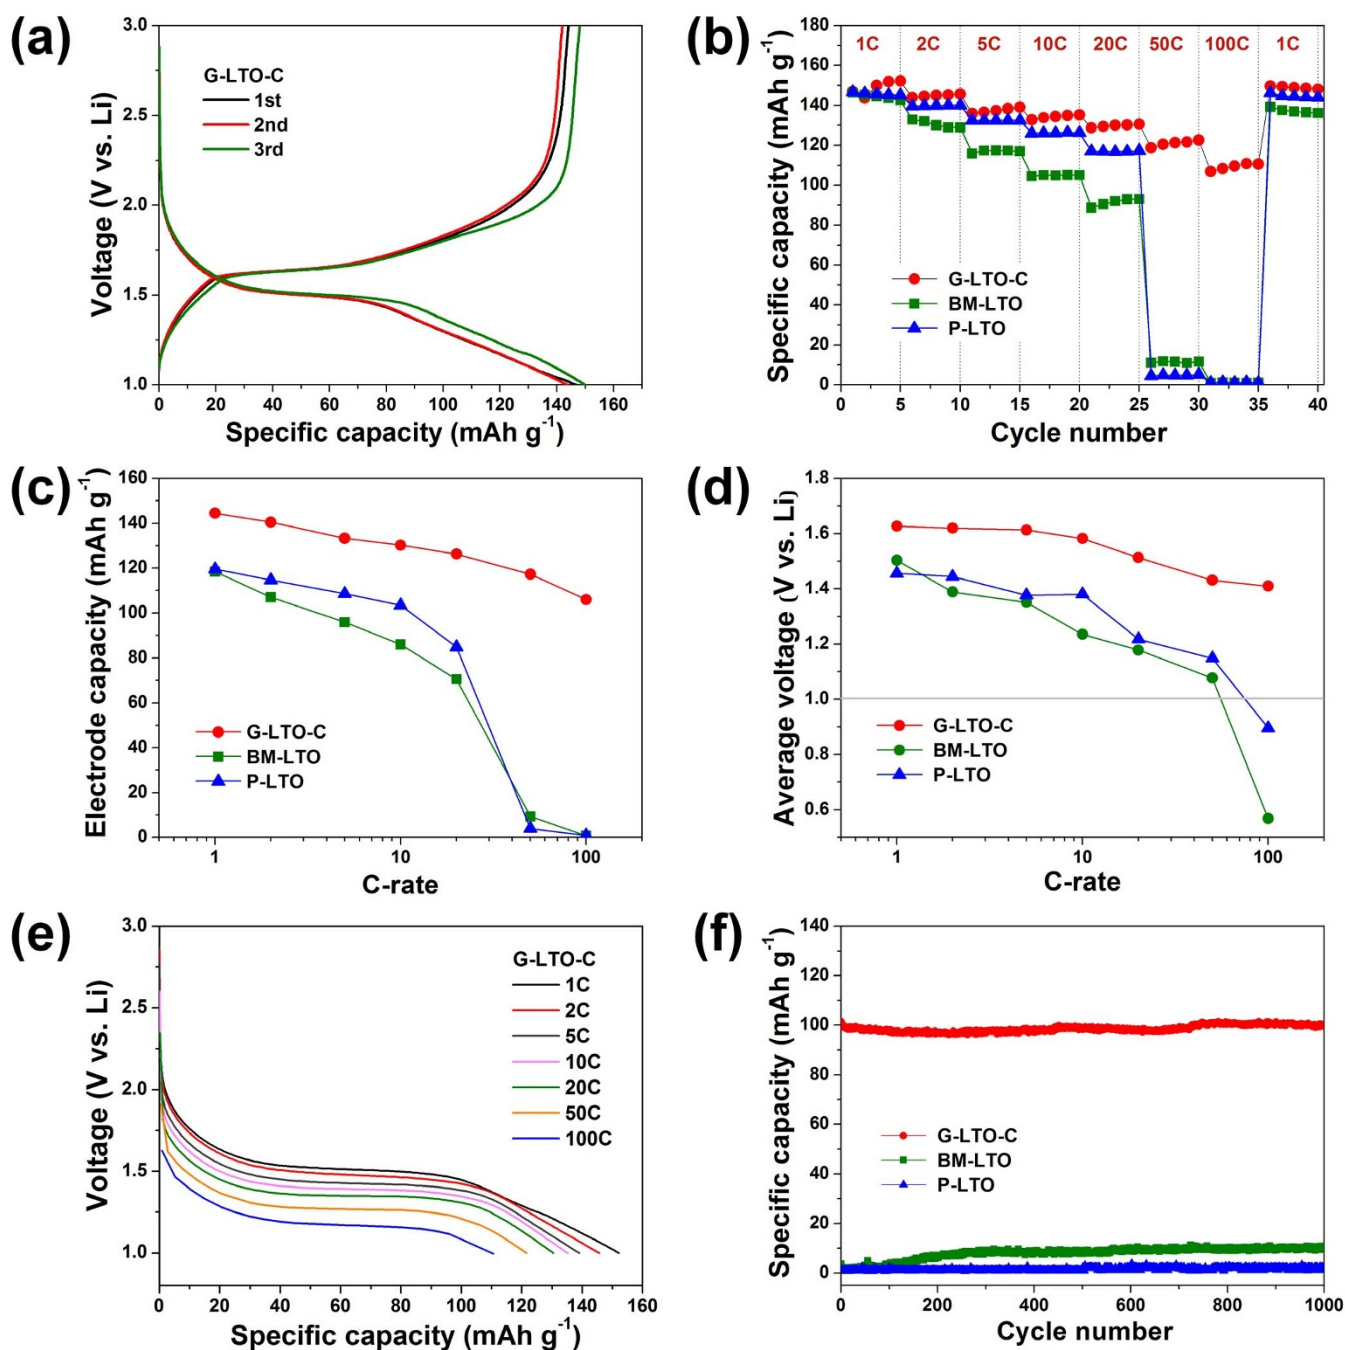 (a)
3.0
2.5
2.0
1.5
1.0
Voltage (V vs. Li)
G-LTO-C
1st
2nd
3rd
0 20 40 60 80 100 120 140 160
Specific capacity (mAh g-1)
(b)
180
160
140
120
100
80
60
40
20
0
Specific capacity (mAh g-1)
1C 2C 5C 10C 20C 50C 100C 1C
G-LTO-C
BM-LTO
P-LTO
0 5 10 15 20 25 30 35 40
Cycle number
(c)
160
140
120
100
80
60
40
20
0
Electrode capacity (mAh g-1)
G-LTO-C
BM-LTO
P-LTO
1 10 100
C-rate
(d)
1.8
1.6
1.4
1.2
1.0
0.8
0.6
Average voltage (V vs. Li)
G-LTO-C
BM-LTO
P-LTO
1 10 100
C-rate
(e)
3.0
2.5
2.0
1.5
1.0
Voltage (V vs. Li)
G-LTO-C
1C
2C
5C
10C
20C
50C
100C
0 20 40 60 80 100 120 140 160
Specific capacity (mAh g-1)
(f)
140
120
100
80
60
40
20
0
Specific capacity (mAh g-1)
G-LTO-C
BM-LTO
P-LTO
0 200 400 600 800 1000
Cycle number